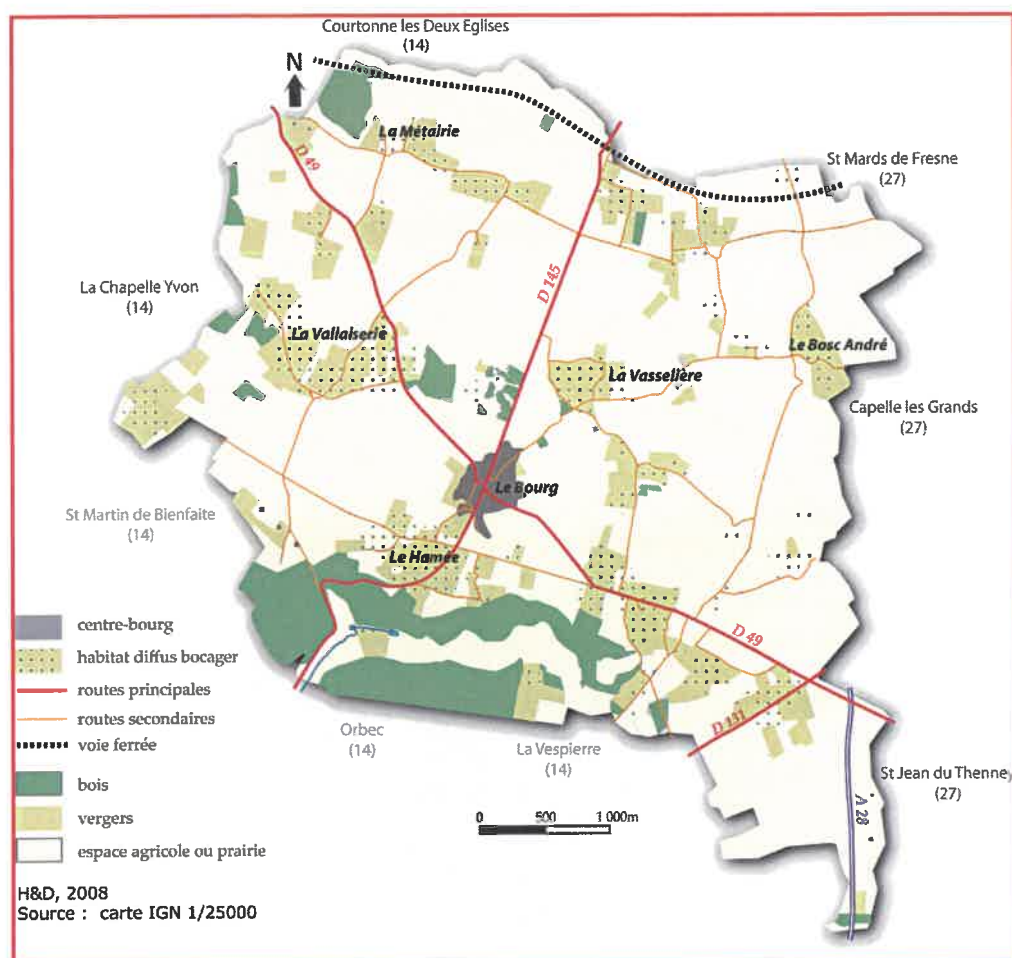 Courtonne les Deux Eglises
(14)
N
La Métairie
D 49
St Mards de Fresne
(27)
D 145
La Chapelle Yvon
(14)
La Vallaiserie
Le Bosc André
La Vasselière
Capelle les Grands
(27)
Le Bourg
St Martin de Bienfaite
(14)
Le Hamée
centre-bourg
habitat diffus bocager
routes principales
routes secondaires
voie ferrée
bois
vergers
espace agricole ou prairie
D 49
D 131
Orbec
(14)
La Vespierre
(14)
St Jean du Thenney
(27)
A 28
0 500 1 000m
H&D, 2008
Source : carte IGN 1/25000